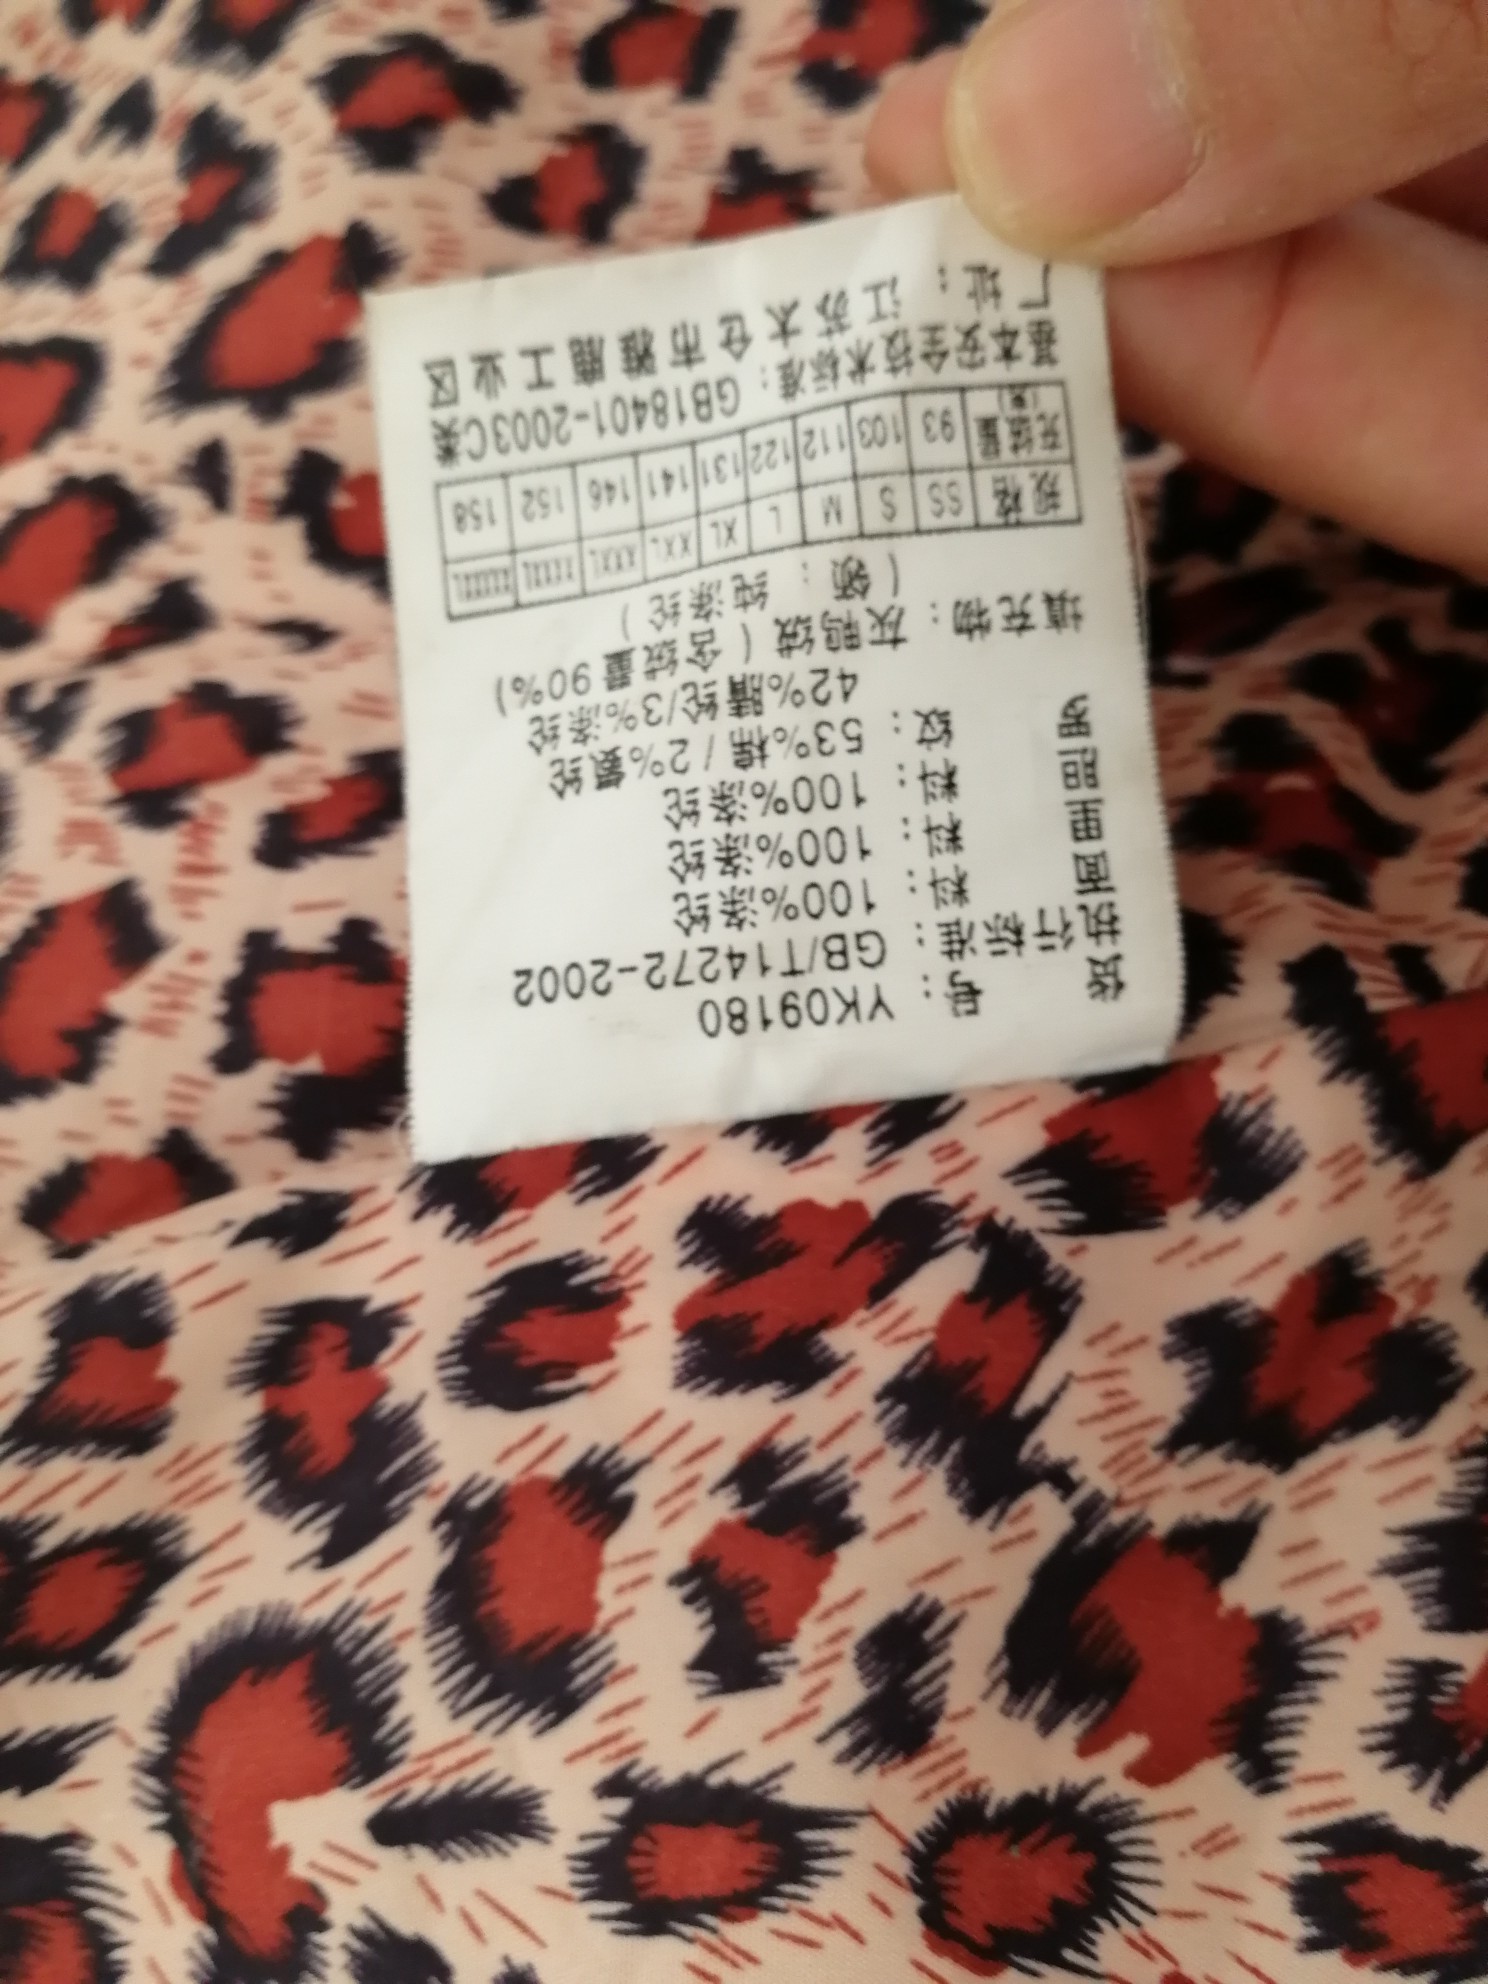 货 号： YK09180
执行标准： GB/T14272-2002
面 料： 100%涤纶
里 料： 100%涤纶
胆 料： 100%涤纶
罗 纹： 53%棉/2%氨纶
42%腈纶/3%涤纶
填充物：灰鸭绒(含绒量90%)
(领：纯涤纶)
规格 SS S M L XL XXL XXXL XXXXL XXXXXL
充绒量(克) 93 103 112 122 131 141 146 152 158
基本安全技术标准：GB18401-2003C类
厂址：江苏太仓市雅鹿工业区